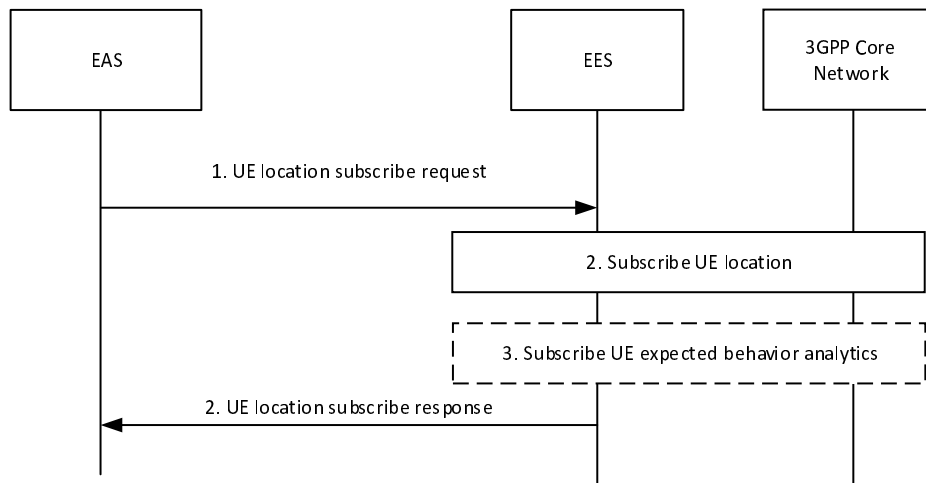 EAS
EES
3GPP Core
Network
1. UE location subscribe request
2. Subscribe UE location
3. Subscribe UE expected behavior analytics
2. UE location subscribe response